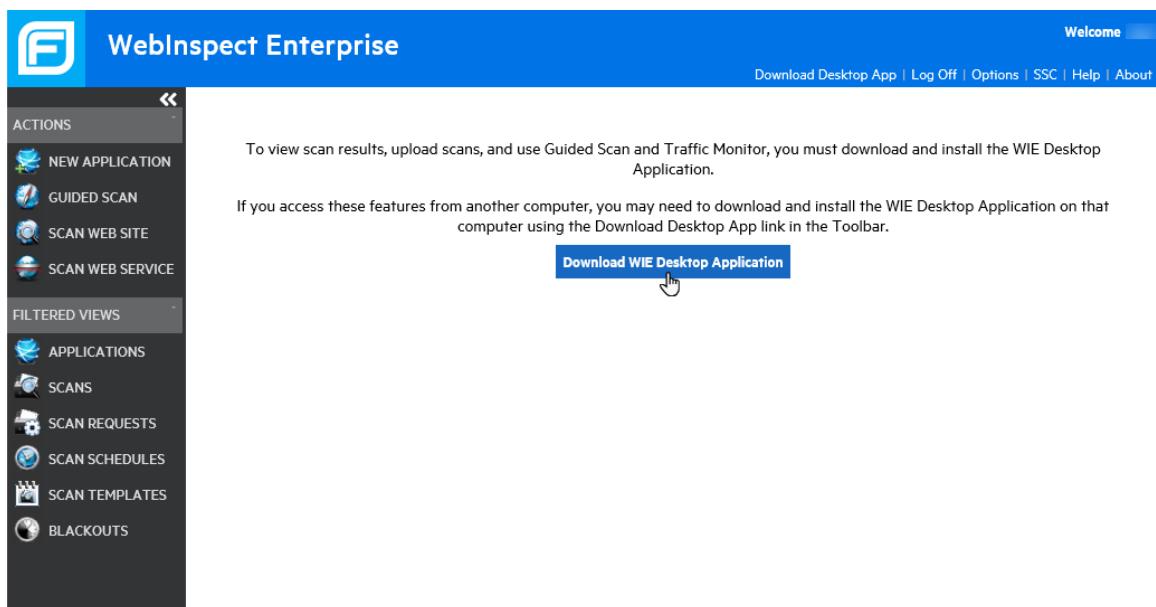 WebInspect Enterprise
Welcome
Download Desktop App | Log Off | Options | SSC | Help | About
ACTIONS
NEW APPLICATION
GUIDED SCAN
SCAN WEB SITE
SCAN WEB SERVICE
FILTERED VIEWS
APPLICATIONS
SCANS
SCAN REQUESTS
SCAN SCHEDULES
SCAN TEMPLATES
BLACKOUTS
To view scan results, upload scans, and use Guided Scan and Traffic Monitor, you must download and install the WIE Desktop
Application.
If you access these features from another computer, you may need to download and install the WIE Desktop Application on that
computer using the Download Desktop App link in the Toolbar.
Download WIE Desktop Application